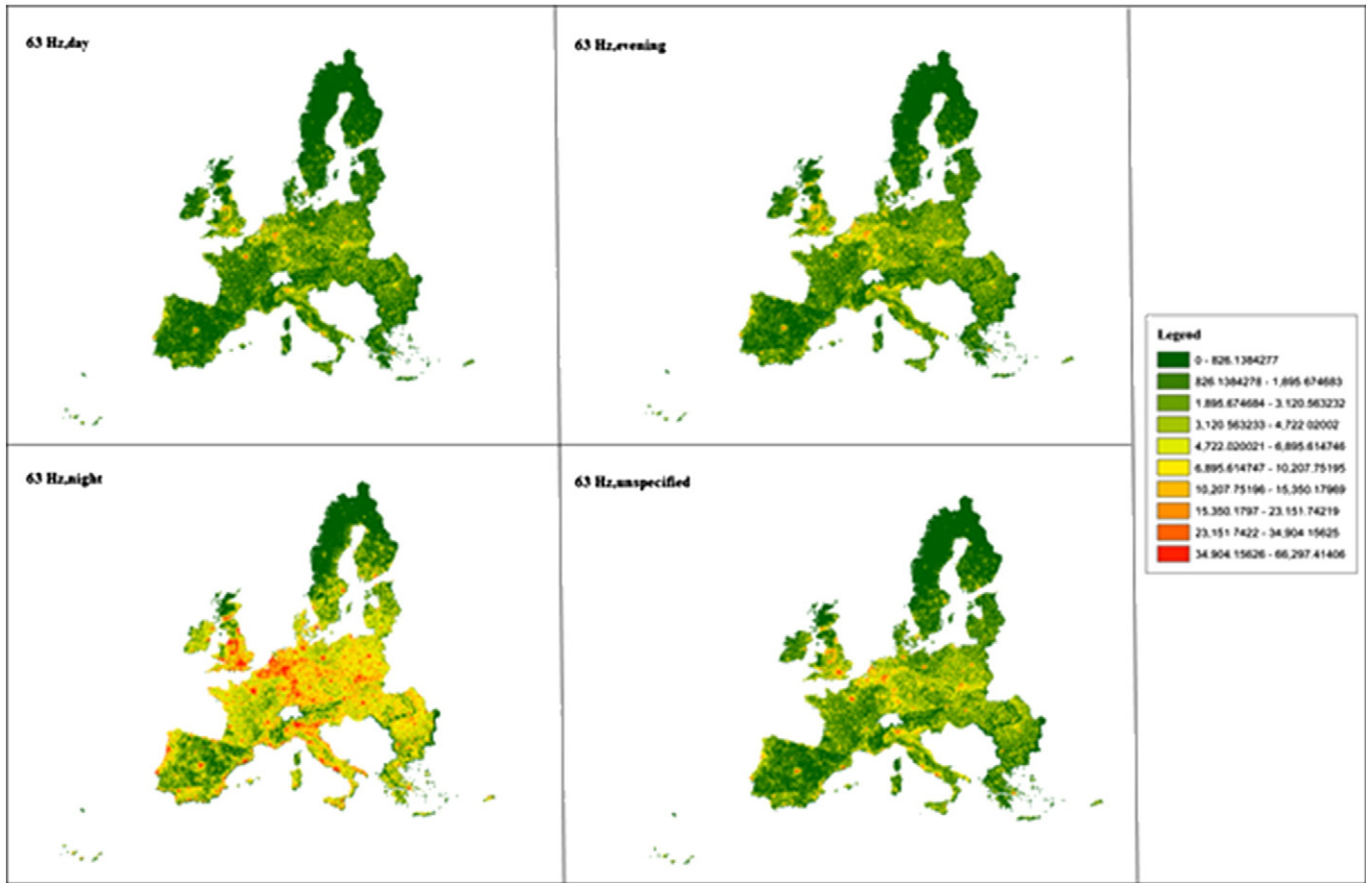 63 Hz,day
63 Hz,evening
63 Hz,night
63 Hz,unspecified
Legend
0 - 826.1384277
826.1384278 - 1,895.674683
1,895.674684 - 3,120.563232
3,120.563233 - 4,722.02002
4,722.020021 - 6,895.614746
6,895.614747 - 10,207.75195
10,207.75196 - 15,350.17969
15,350.1797 - 23,151.74219
23,151.7422 - 34,904.15625
34,904.15626 - 66,297.41406